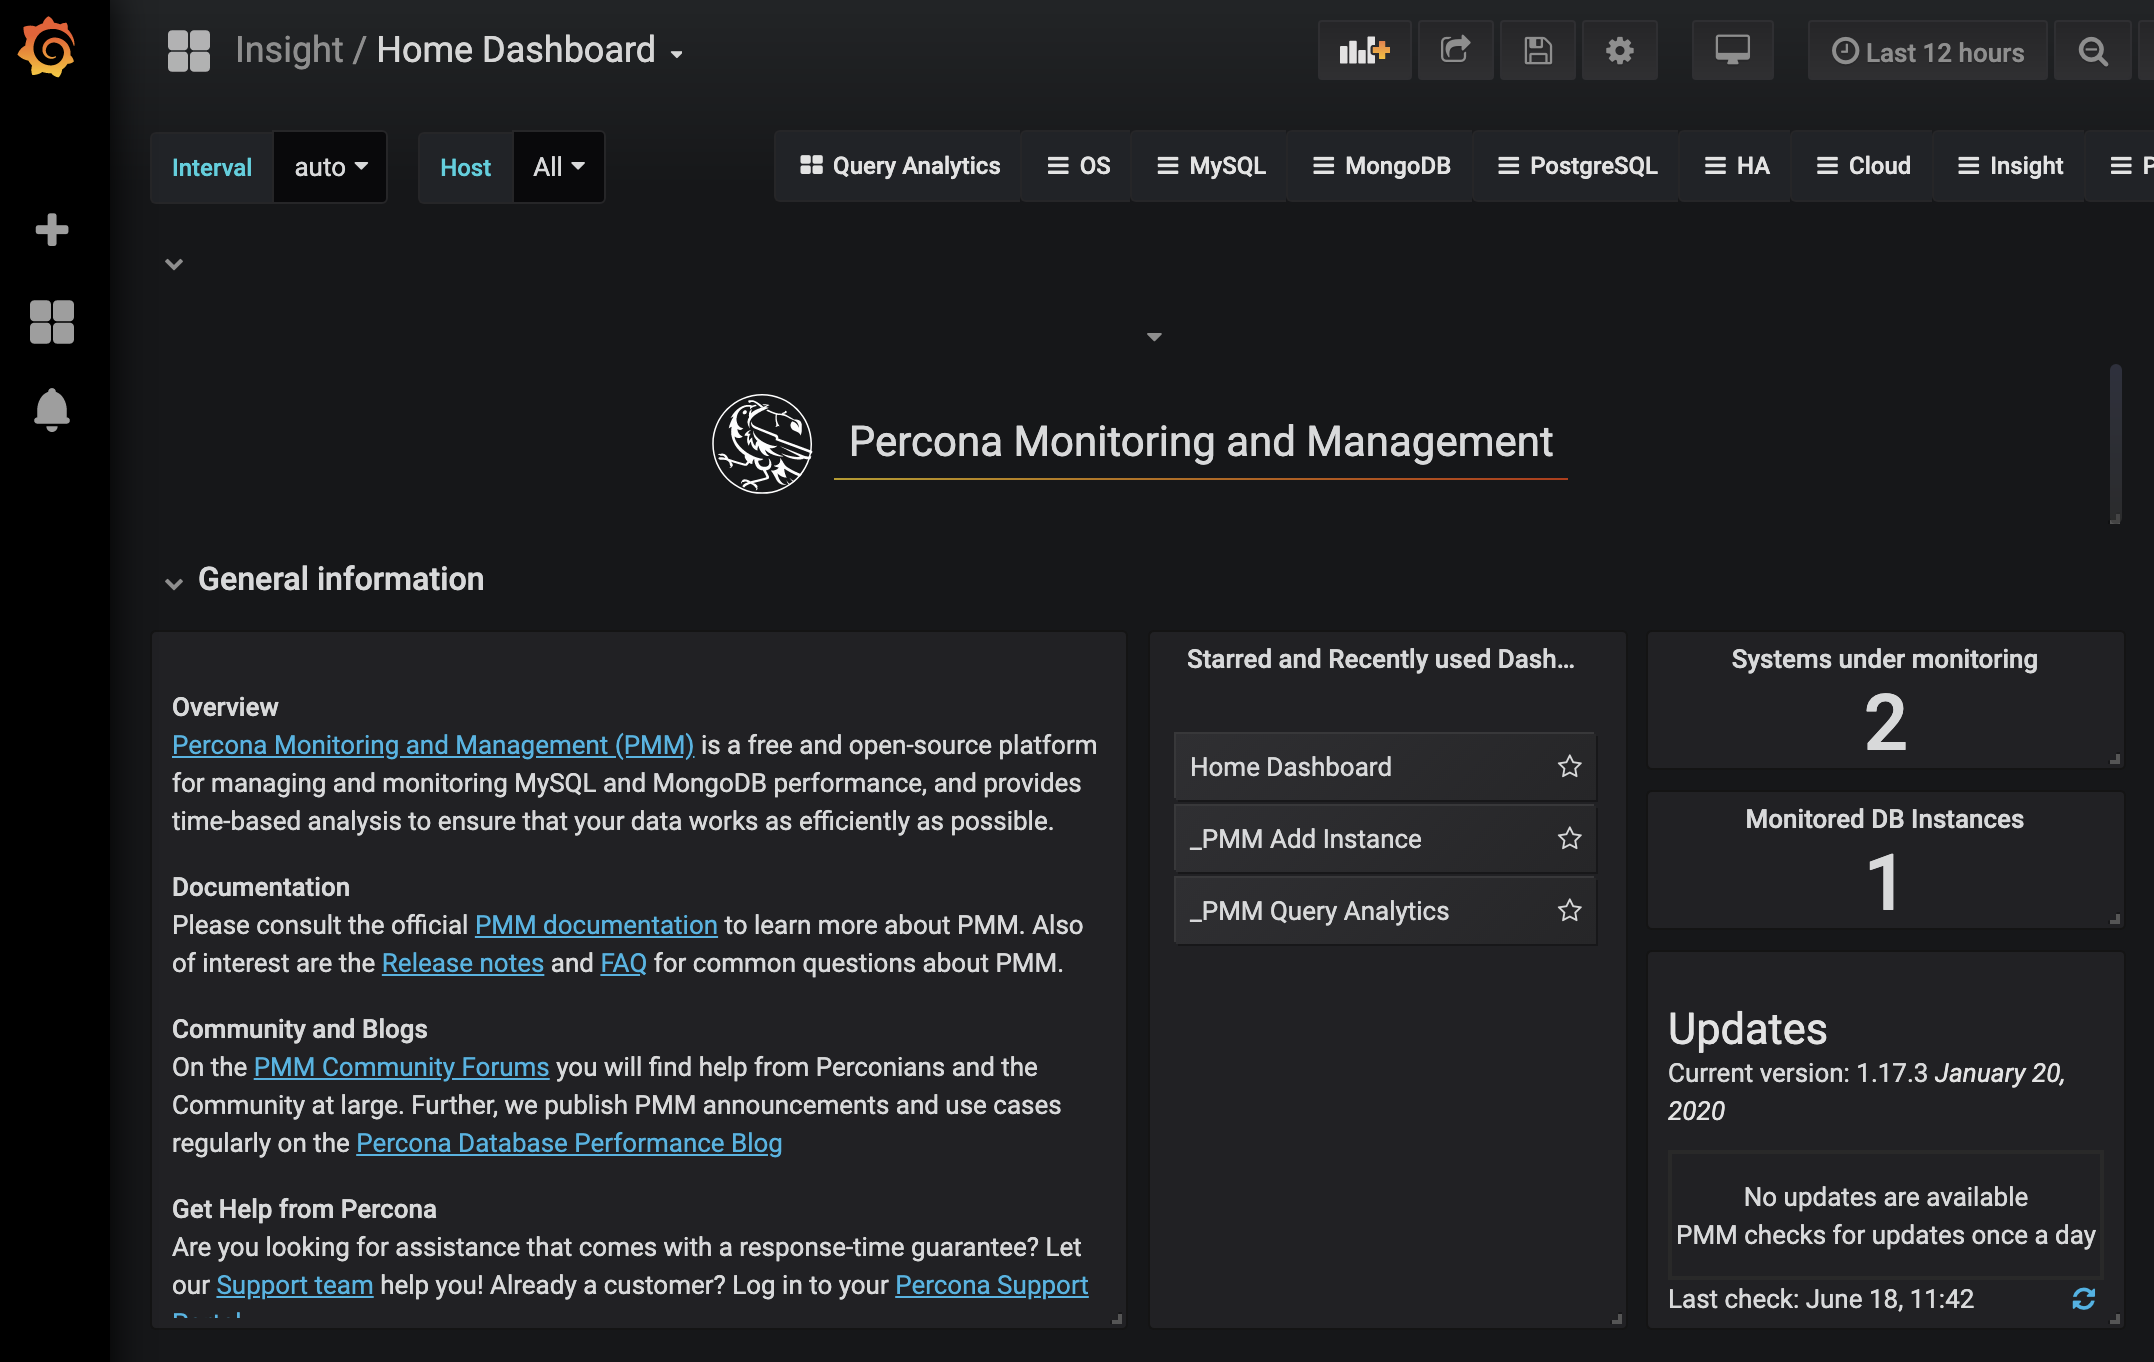 Insight / Home Dashboard
Last 12 hours
Interval auto Host All Query Analytics OS MySQL MongoDB PostgreSQL HA Cloud Insight P
Percona Monitoring and Management
General information
Overview
Percona Monitoring and Management (PMM) is a free and open-source platform
for managing and monitoring MySQL and MongoDB performance, and provides
time-based analysis to ensure that your data works as efficiently as possible.
Documentation
Please consult the official PMM documentation to learn more about PMM. Also
of interest are the Release notes and FAQ for common questions about PMM.
Community and Blogs
On the PMM Community Forums you will find help from Perconians and the
Community at large. Further, we publish PMM announcements and use cases
regularly on the Percona Database Performance Blog
Get Help from Percona
Are you looking for assistance that comes with a response-time guarantee? Let
our Support team help you! Already a customer? Log in to your Percona Support
Starred and Recently used Dash...
Home Dashboard
_PMM Add Instance
_PMM Query Analytics
Systems under monitoring
2
Monitored DB Instances
1
Updates
Current version: 1.17.3 January 20,
2020
No updates are available
PMM checks for updates once a day
Last check: June 18, 11:42